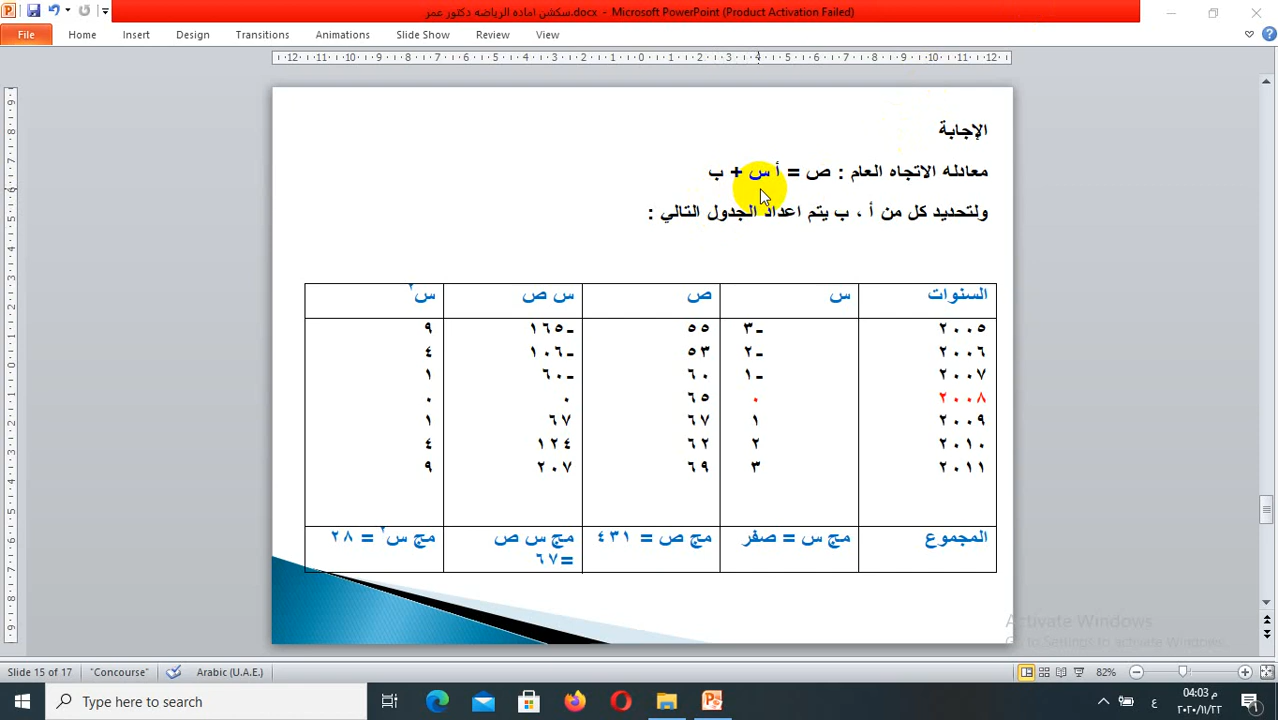 سكشن اماده الرياضه دكتور عمر.docx - Microsoft PowerPoint (Product Activation Failed)
File Home Insert Design Transitions Animations Slide Show Review View
الإجابة
معادله الاتجاه العام : ص = أ س + ب
ولتحديد كل من أ ، ب يتم اعداد الجدول التالي :
السنوات س ص س ص س٢
٢٠٠٥ -٣ ٥٥ -١٦٥ ٩
٢٠٠٦ -٢ ٥٣ -١٠٦ ٤
٢٠٠٧ -١ ٦٠ -٦٠ ١
٢٠٠٨ ٠ ٦٥ ٠ ٠
٢٠٠٩ ١ ٦٧ ٦٧ ١
٢٠١٠ ٢ ٦٢ ١٢٤ ٤
٢٠١١ ٣ ٦٩ ٢٠٧ ٩
المجموع مج س = صفر مج ص = ٤٣١ مج س ص =٦٧ مج س٢ = ٢٨
Activate Windows
Go to Settings to activate Windows.
Slide 15 of 17 "Concourse" Arabic (U.A.E.) 82%
Type here to search ع 04:03 م
٢٠٢٠/١١/٢٢